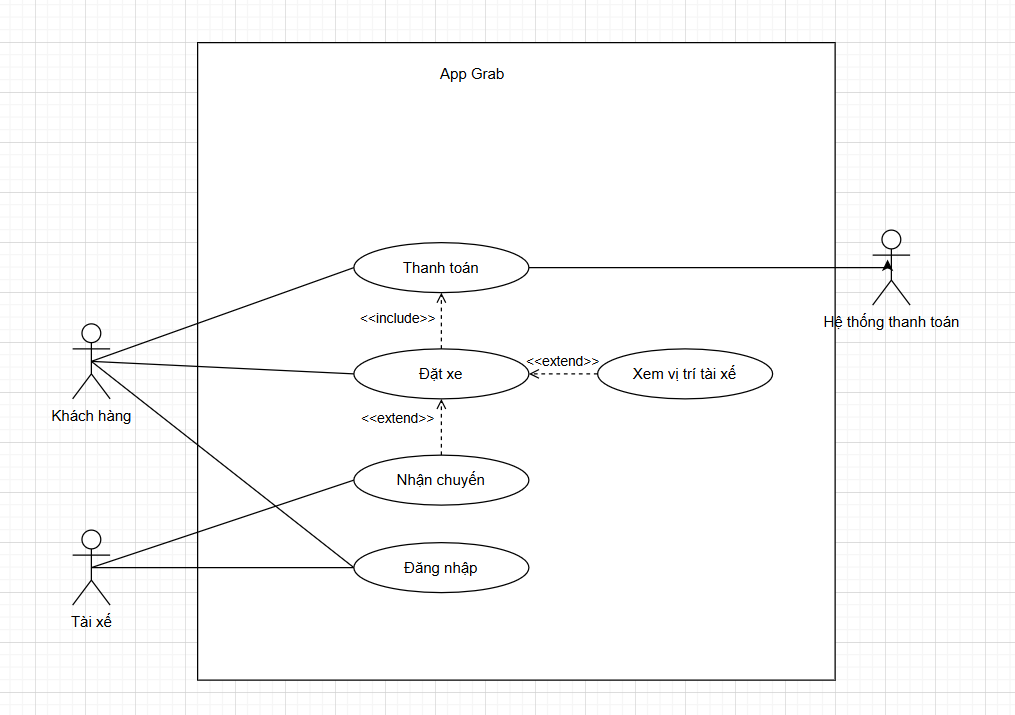 App Grab
Thanh toán
<<include>>
Hệ thống thanh toán
<<extend>>
Đặt xe
Xem vị trí tài xế
Khách hàng
<<extend>>
Nhận chuyến
Đăng nhập
Tài xế